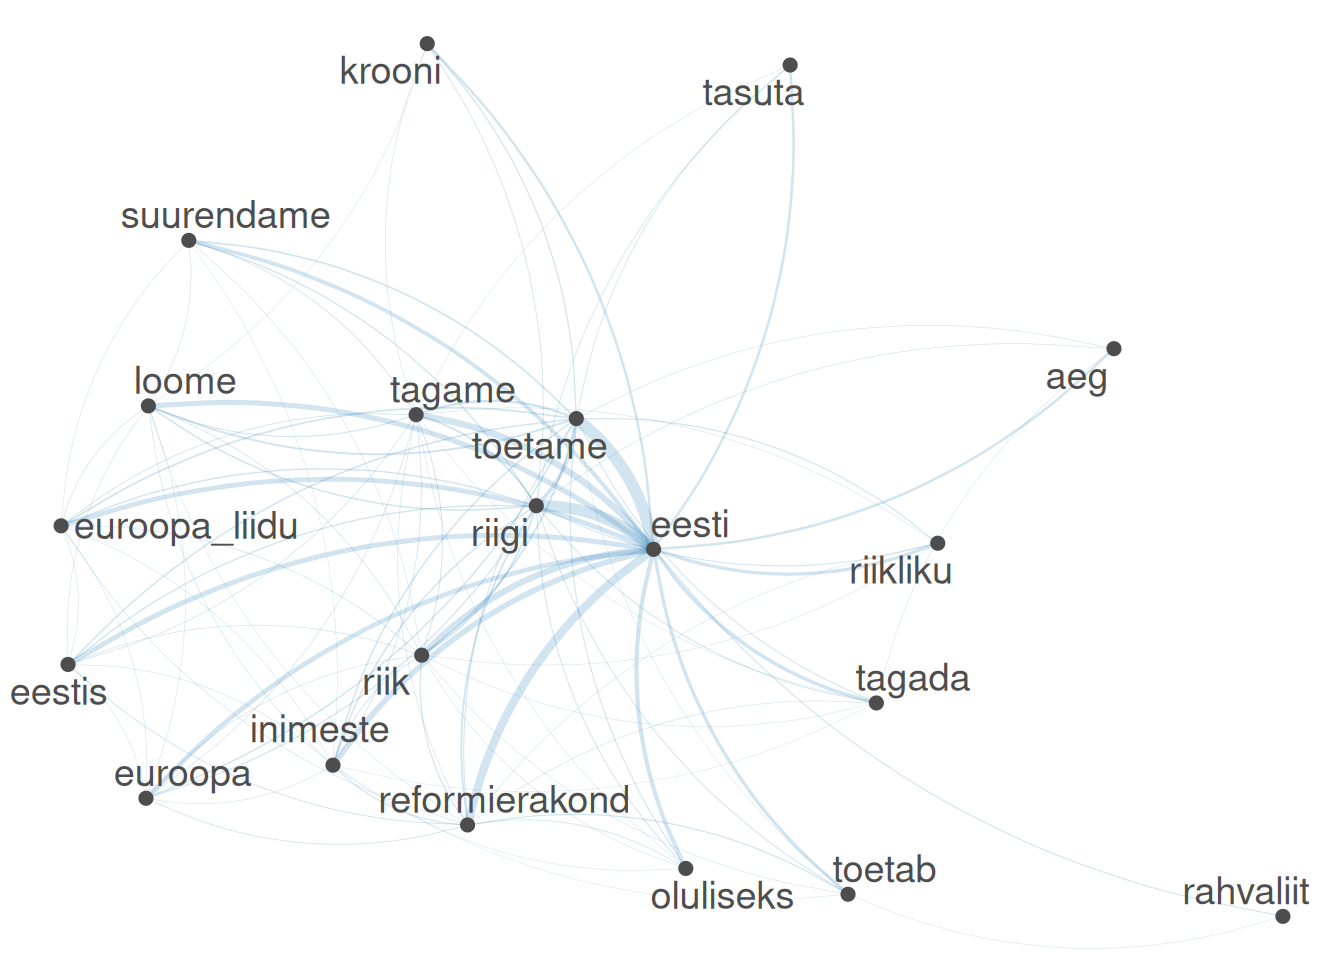 krooni
tasuta
suurendame
loome
tagame
aeg
toetame
euroopa_liidu
riigi
eesti
riikliku
eestis
riik
tagada
inimeste
euroopa
reformierakond
oluliseks
toetab
rahvaliit